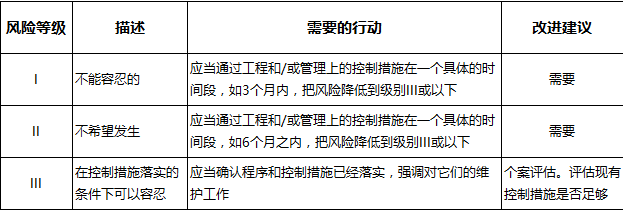 风险等级 描述 需要的行动 改进建议
I 不能容忍的 应当通过工程和/或管理上的控制措施在一个具体的时
间段，如3个月内，把风险降低到级别III或以下 需要
II 不希望发生 应当通过工程和/或管理上的控制措施在一个具体的时
间段，如6个月之内，把风险降低到级别III或以下 需要
III 在控制措施落实的
条件下可以容忍 应当确认程序和控制措施已经落实，强调对它们的维
护工作 个案评估。评估现有
控制措施是否足够